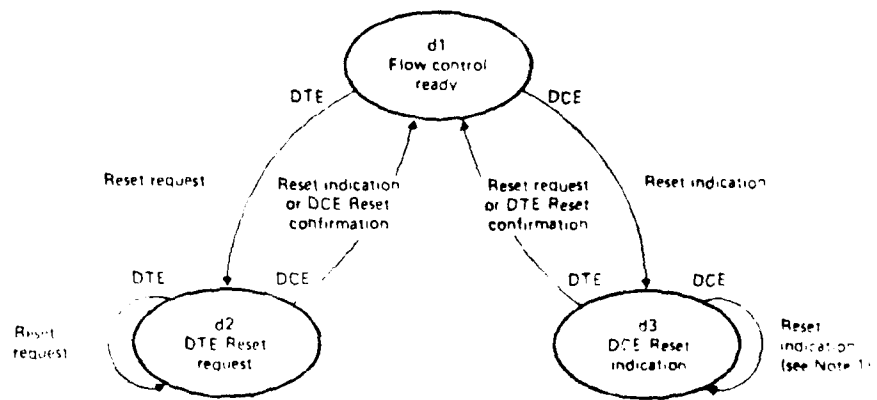 d1
Flow control
ready
DTE
DCE
Reset request
Reset indication
or DCE Reset
confirmation
Reset request
or DTE Reset
confirmation
Reset indication
DTE
DCE
DTE
DCE
d2
DTE Reset
request
d3
DCE Reset
indication
Reset
request
Reset
indication
(see Note 1)